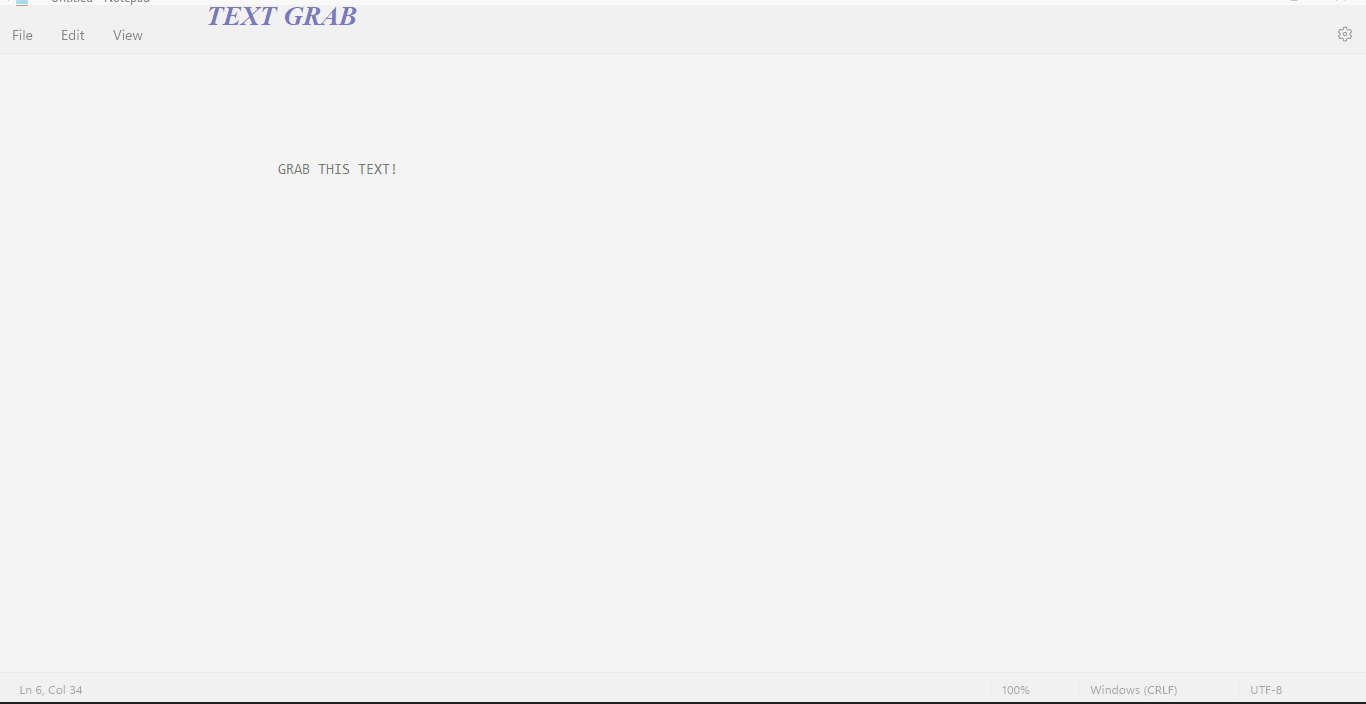 Untitled - Notepad
TEXT GRAB
File Edit View
GRAB THIS TEXT!
Ln 6, Col 34 100% Windows (CRLF) UTF-8